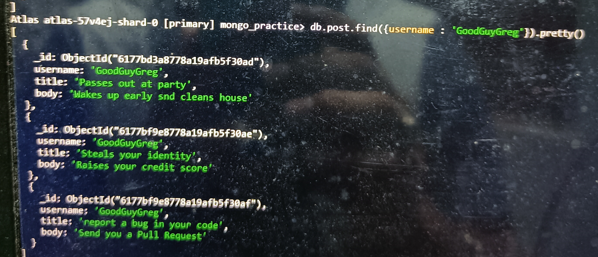 ]
Atlas atlas-57v4ej-shard-0 [primary] mongo_practice> db.post.find({username : "GoodGuyGreg"}).pretty()
[
{
_id: ObjectId("6177bd3a8778a19afb5f30ad"),
username: 'GoodGuyGreg',
title: 'Passes out at party',
body: 'Wakes up early snd cleans house'
},
{
_id: ObjectId("6177bf9e8778a19afb5f30ae"),
username: 'GoodGuyGreg',
title: 'Steals your identity',
body: 'Raises your credit score'
},
{
_id: ObjectId("6177bf9e8778a19afb5f30af"),
username: 'GoodGuyGreg',
title: 'report a bug in your code',
body: 'Send you a Pull Request'
}
]